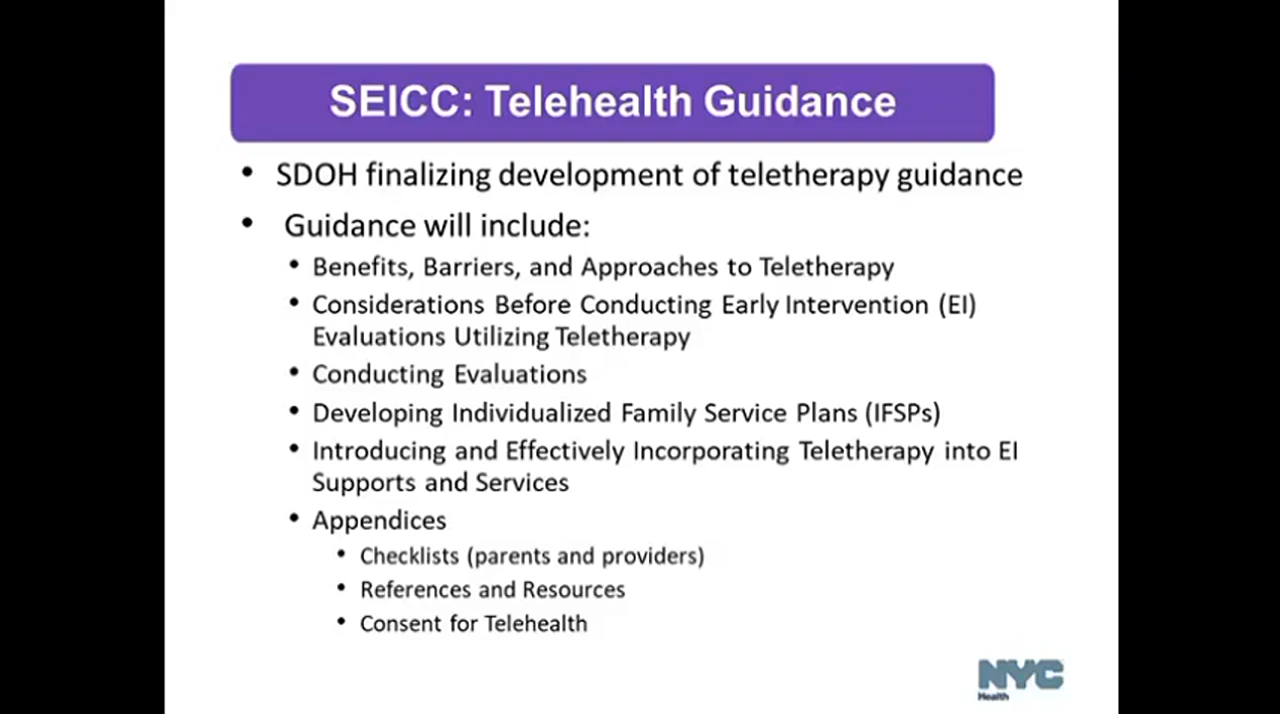 SEICC: Telehealth Guidance
• SDOH finalizing development of teletherapy guidance
• Guidance will include:
• Benefits, Barriers, and Approaches to Teletherapy
• Considerations Before Conducting Early Intervention (EI)
Evaluations Utilizing Teletherapy
• Conducting Evaluations
• Developing Individualized Family Service Plans (IFSPs)
• Introducing and Effectively Incorporating Teletherapy into EI
Supports and Services
• Appendices
• Checklists (parents and providers)
• References and Resources
• Consent for Telehealth
NYC
Health